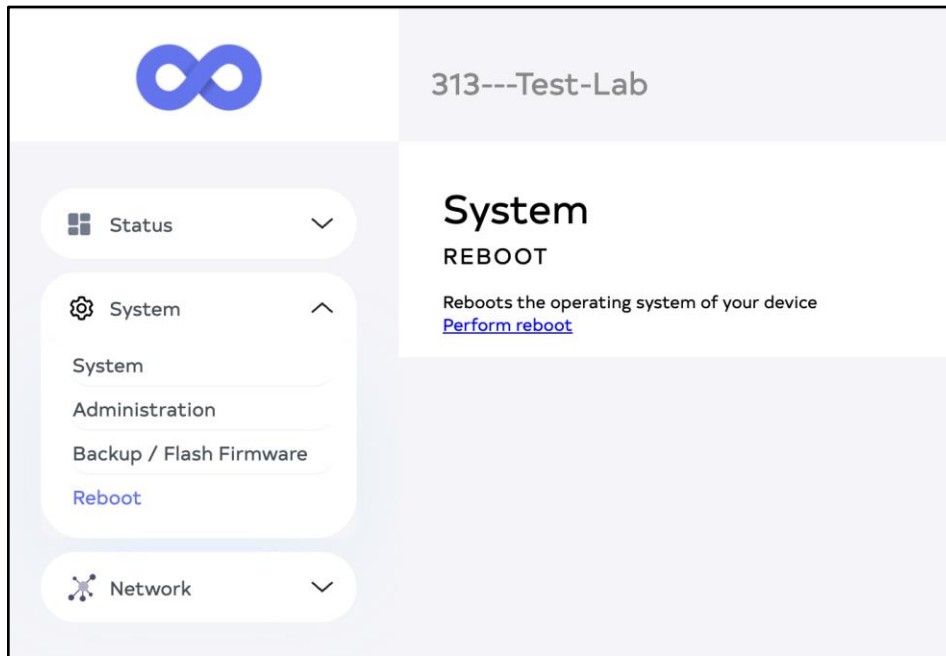 313---Test-Lab
Status
System
System
Administration
Backup / Flash Firmware
Reboot
Network
System
REBOOT
Reboots the operating system of your device
Perform reboot